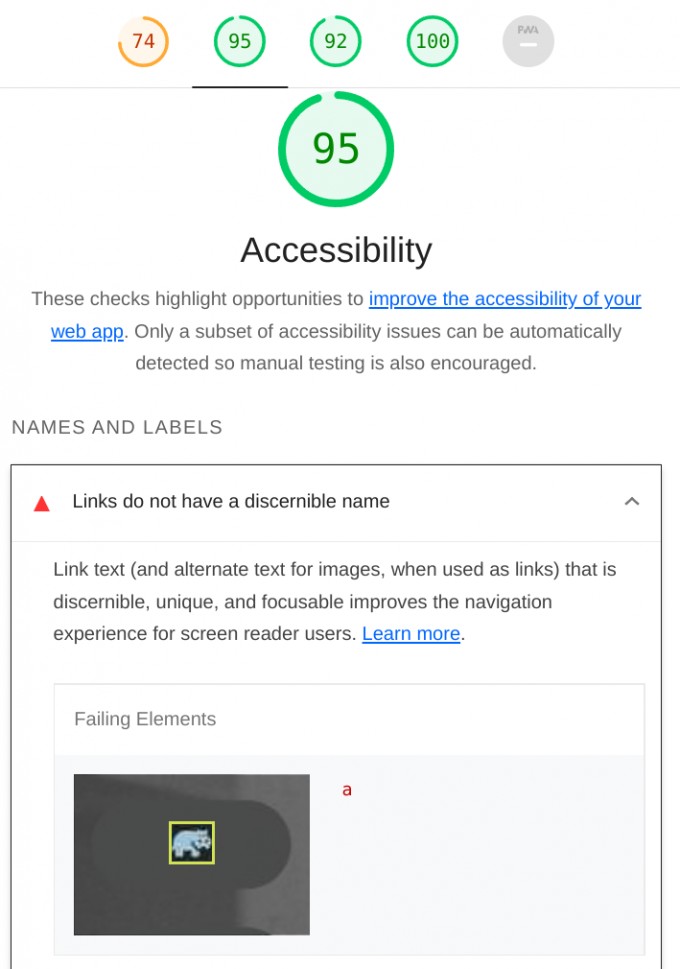 74 95 92 100 PWA
95
Accessibility
These checks highlight opportunities to improve the accessibility of your
web app. Only a subset of accessibility issues can be automatically
detected so manual testing is also encouraged.
NAMES AND LABELS
Links do not have a discernible name
Link text (and alternate text for images, when used as links) that is
discernible, unique, and focusable improves the navigation
experience for screen reader users. Learn more.
Failing Elements
a